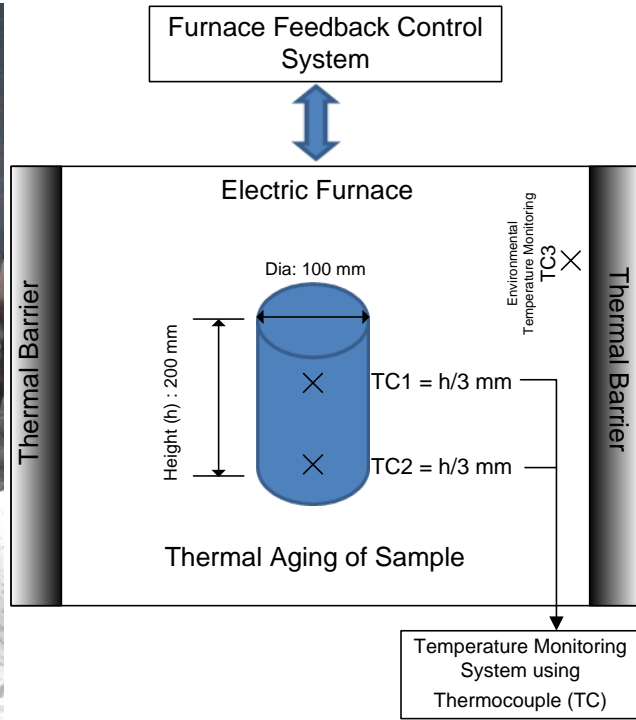 Furnace Feedback Control
System
Electric Furnace
Thermal Barrier
Environmental
Temperature Monitoring
TC3
Thermal Barrier
Dia: 100 mm
Height (h) : 200 mm
TC1 = h/3 mm
TC2 = h/3 mm
Thermal Aging of Sample
Temperature Monitoring
System using
Thermocouple (TC)